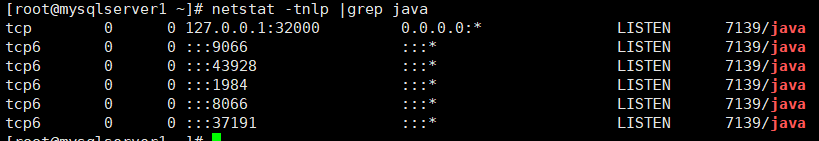 [root@mysqlserver1 ~]# netstat -tnlp |grep java
tcp        0      0 127.0.0.1:32000         0.0.0.0:*               LISTEN      7139/java
tcp6       0      0 :::9066                 :::*                    LISTEN      7139/java
tcp6       0      0 :::43928                :::*                    LISTEN      7139/java
tcp6       0      0 :::1984                 :::*                    LISTEN      7139/java
tcp6       0      0 :::8066                 :::*                    LISTEN      7139/java
tcp6       0      0 :::37191                :::*                    LISTEN      7139/java
[root@mysqlserver1 ~]#